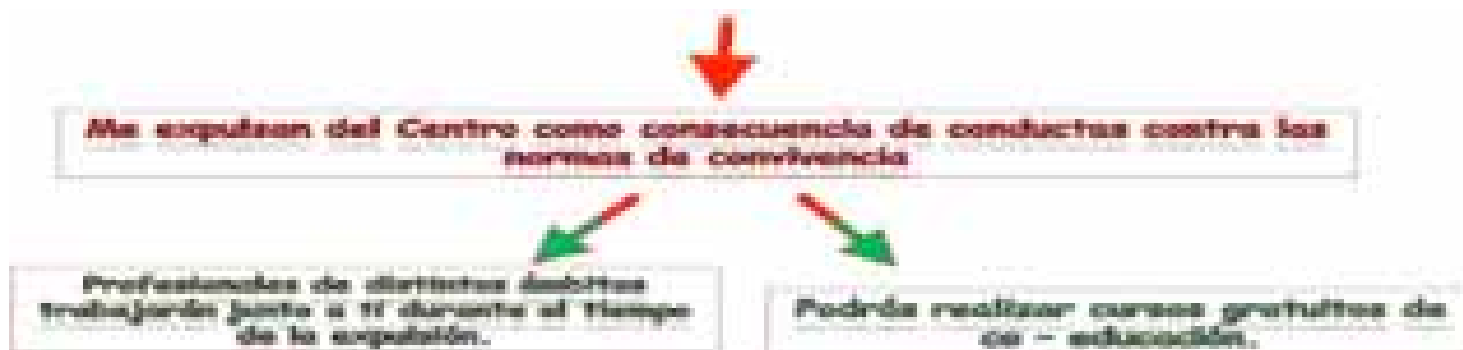 Me expulsan del Centro como consecuencia de conductas contra las
normas de convivencia
Profesionales de distintos ámbitos
trabajarán junto a ti durante el tiempo
de la expulsión.
Podrás realizar cursos gratuitos de
co - educación.